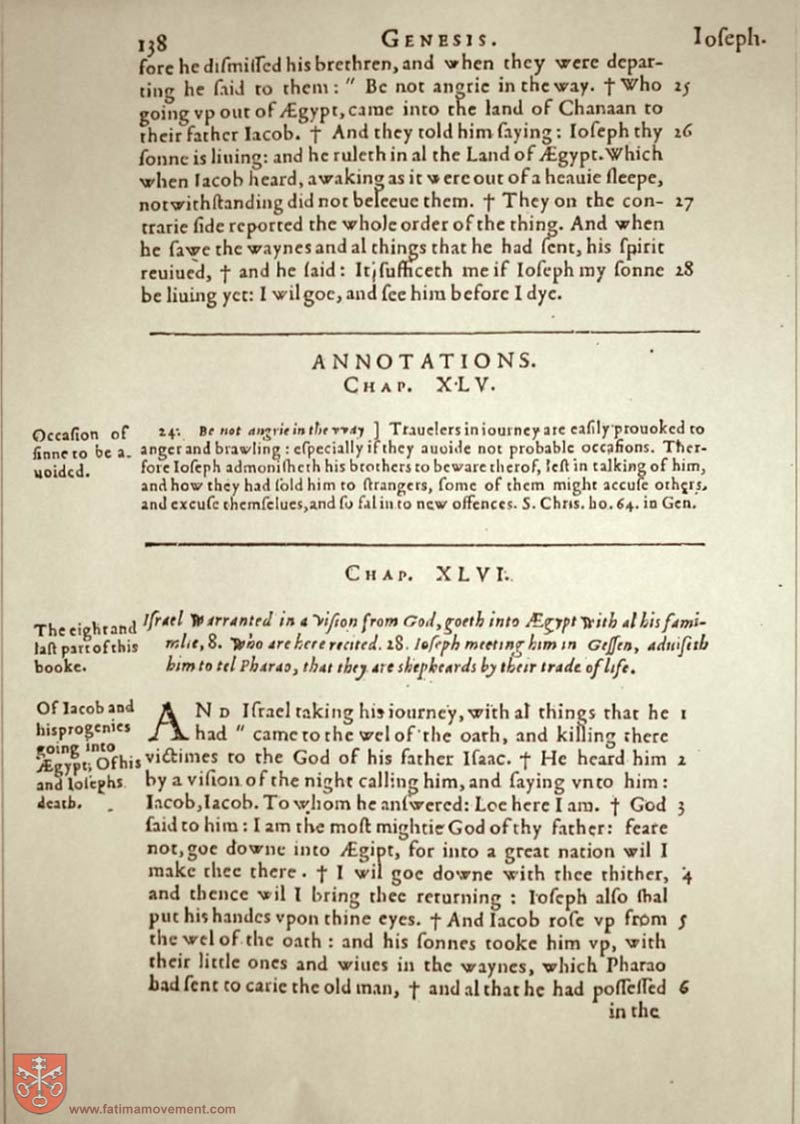 138 GENESIS. Ioſeph.
fore he diſmiſſed his brethren, and when they were depar-
ting he ſaid to them: " Be not angrie in the way. † Who 25
going vp out of Ægypt, came into the land of Chanaan to
their father Iacob. † And they told him ſaying: Ioſeph thy 26
ſonne is liuing: and he ruleth in al the Land of Ægypt. Which
when Iacob heard, awaking as it were out of a heauie ſleepe,
notwithſtanding did not beleeue them. † They on the con- 27
trarie ſide reported the whole order of the thing. And when
he ſawe the waynes and al things that he had ſent, his ſpirit
reuiued, † and he ſaid: It ſufficeth me if Ioſeph my ſonne 28
be liuing yet: I wil goe, and ſee him before I dye.
ANNOTATIONS.
CHAP. XLV.
Occaſion of
ſinne to be a-
uoided.
24. Be not angrie in the vvay ] Trauelers in iourney are eaſily prouoked to
anger and brawling: eſpecially if they auoide not probable occaſions. Ther-
fore Ioſeph admoniſheth his brothers to beware therof, leſt in talking of him,
and how they had ſold him to ſtrangers, ſome of them might accuſe others,
and excuſe themſelues, and ſo fal into new offences. S. Chriſ. ho. 64. in Gen.
CHAP. XLVI.
The eight and
laſt part of this
booke.
Iſrael warranted in a viſion from God, goeth into Ægypt with al his fami-
milie, 8. Who are here recited. 28. Ioſeph meeting him in Geſſen, aduiſeth
him to tel Pharao, that they are shepheards by their trade of life.
Of Iacob and
his progenies
going into
Ægypt; Of his
and Ioſephs
death.
AND Iſrael taking his iourney, with al things that he 1
had " came to the wel of the oath, and killing there
victimes to the God of his father Iſaac. † He heard him 2
by a viſion of the night calling him, and ſaying vnto him:
Iacob, Iacob. To whom he anſwered: Loe here I am. † God 3
ſaid to him: I am the moſt mightie God of thy father: feare
not, goe downe into Ægipt, for into a great nation wil I
make thee there. † I wil goe downe with thee thither, 4
and thence wil I bring thee returning: Ioſeph alſo ſhal
put his handes vpon thine eyes. † And Iacob roſe vp from 5
the wel of the oath: and his ſonnes tooke him vp, with
their little ones and wiues in the waynes, which Pharao
had ſent to carie the old man, † and al that he had poſſeſſed 6
in the
www.fatimamovement.com